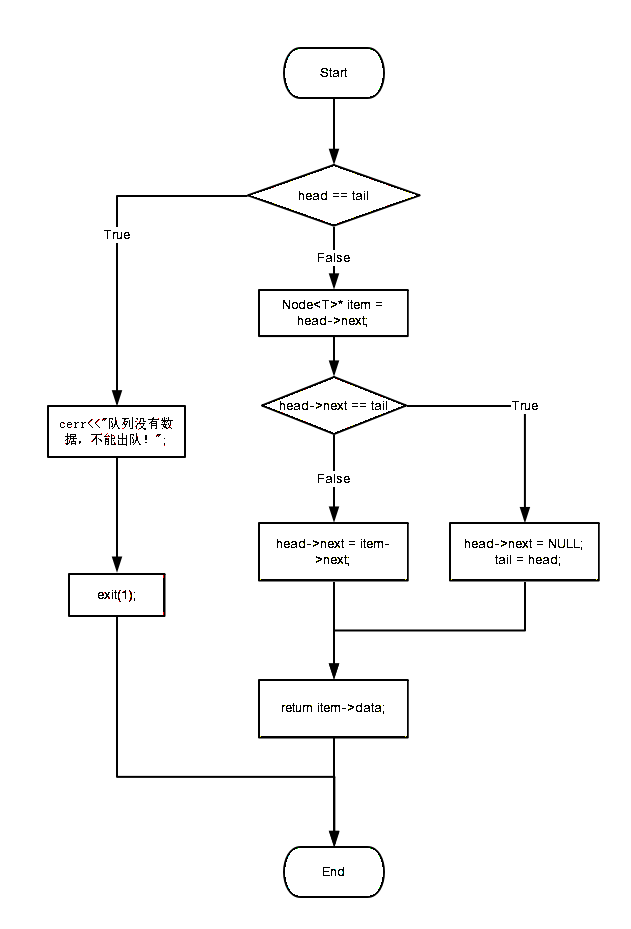 Start
head == tail
True
False
Node<T>* item =
head->next;
head->next == tail
True
cerr<<"队列没有数
据，不能出队！";
False
head->next = item-
>next;
head->next = NULL;
tail = head;
exit(1);
return item->data;
End